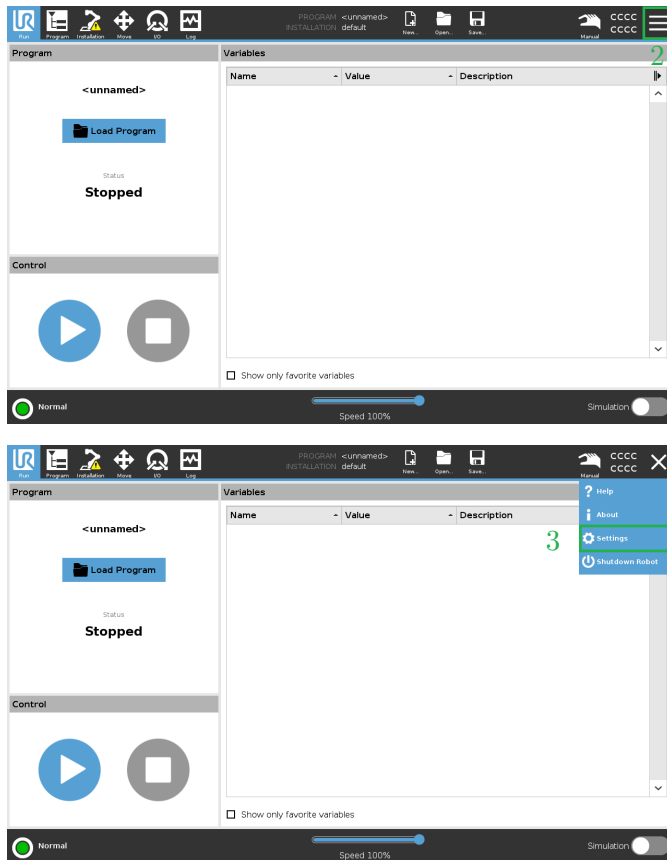 PROGRAM <unnamed>
INSTALLATION default
UR
Run Program Installation Move I/O Log New... Open... Save... Manual
CCCC
CCCC
2
Program Variables
Name Value Description
<unnamed>
Load Program
Status
Stopped
Control
Show only favorite variables
Normal Speed 100% Simulation
PROGRAM <unnamed>
INSTALLATION default
UR
Run Program Installation Move I/O Log New... Open... Save... Manual
CCCC
CCCC
Program Variables
? Help
Name Value Description
i About
<unnamed>
3 Settings
Shutdown Robot
Load Program
Status
Stopped
Control
Show only favorite variables
Normal Speed 100% Simulation